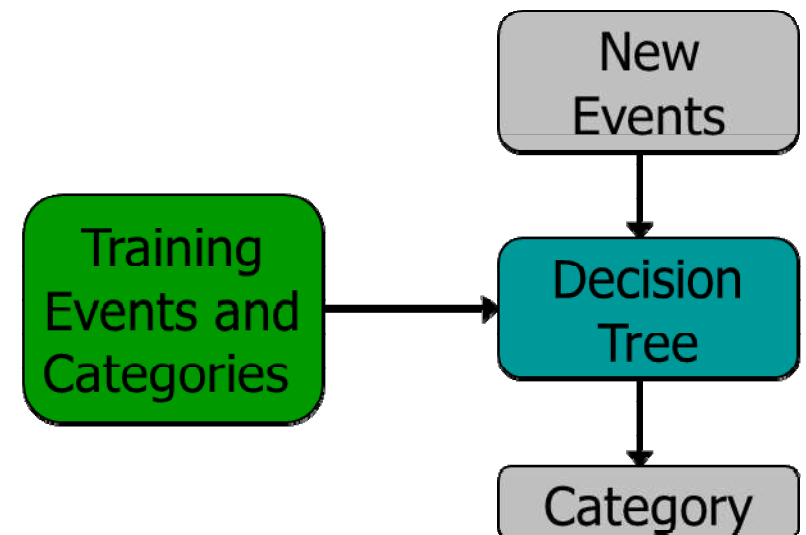 New
Events
Training
Events and
Categories
Decision
Tree
Category